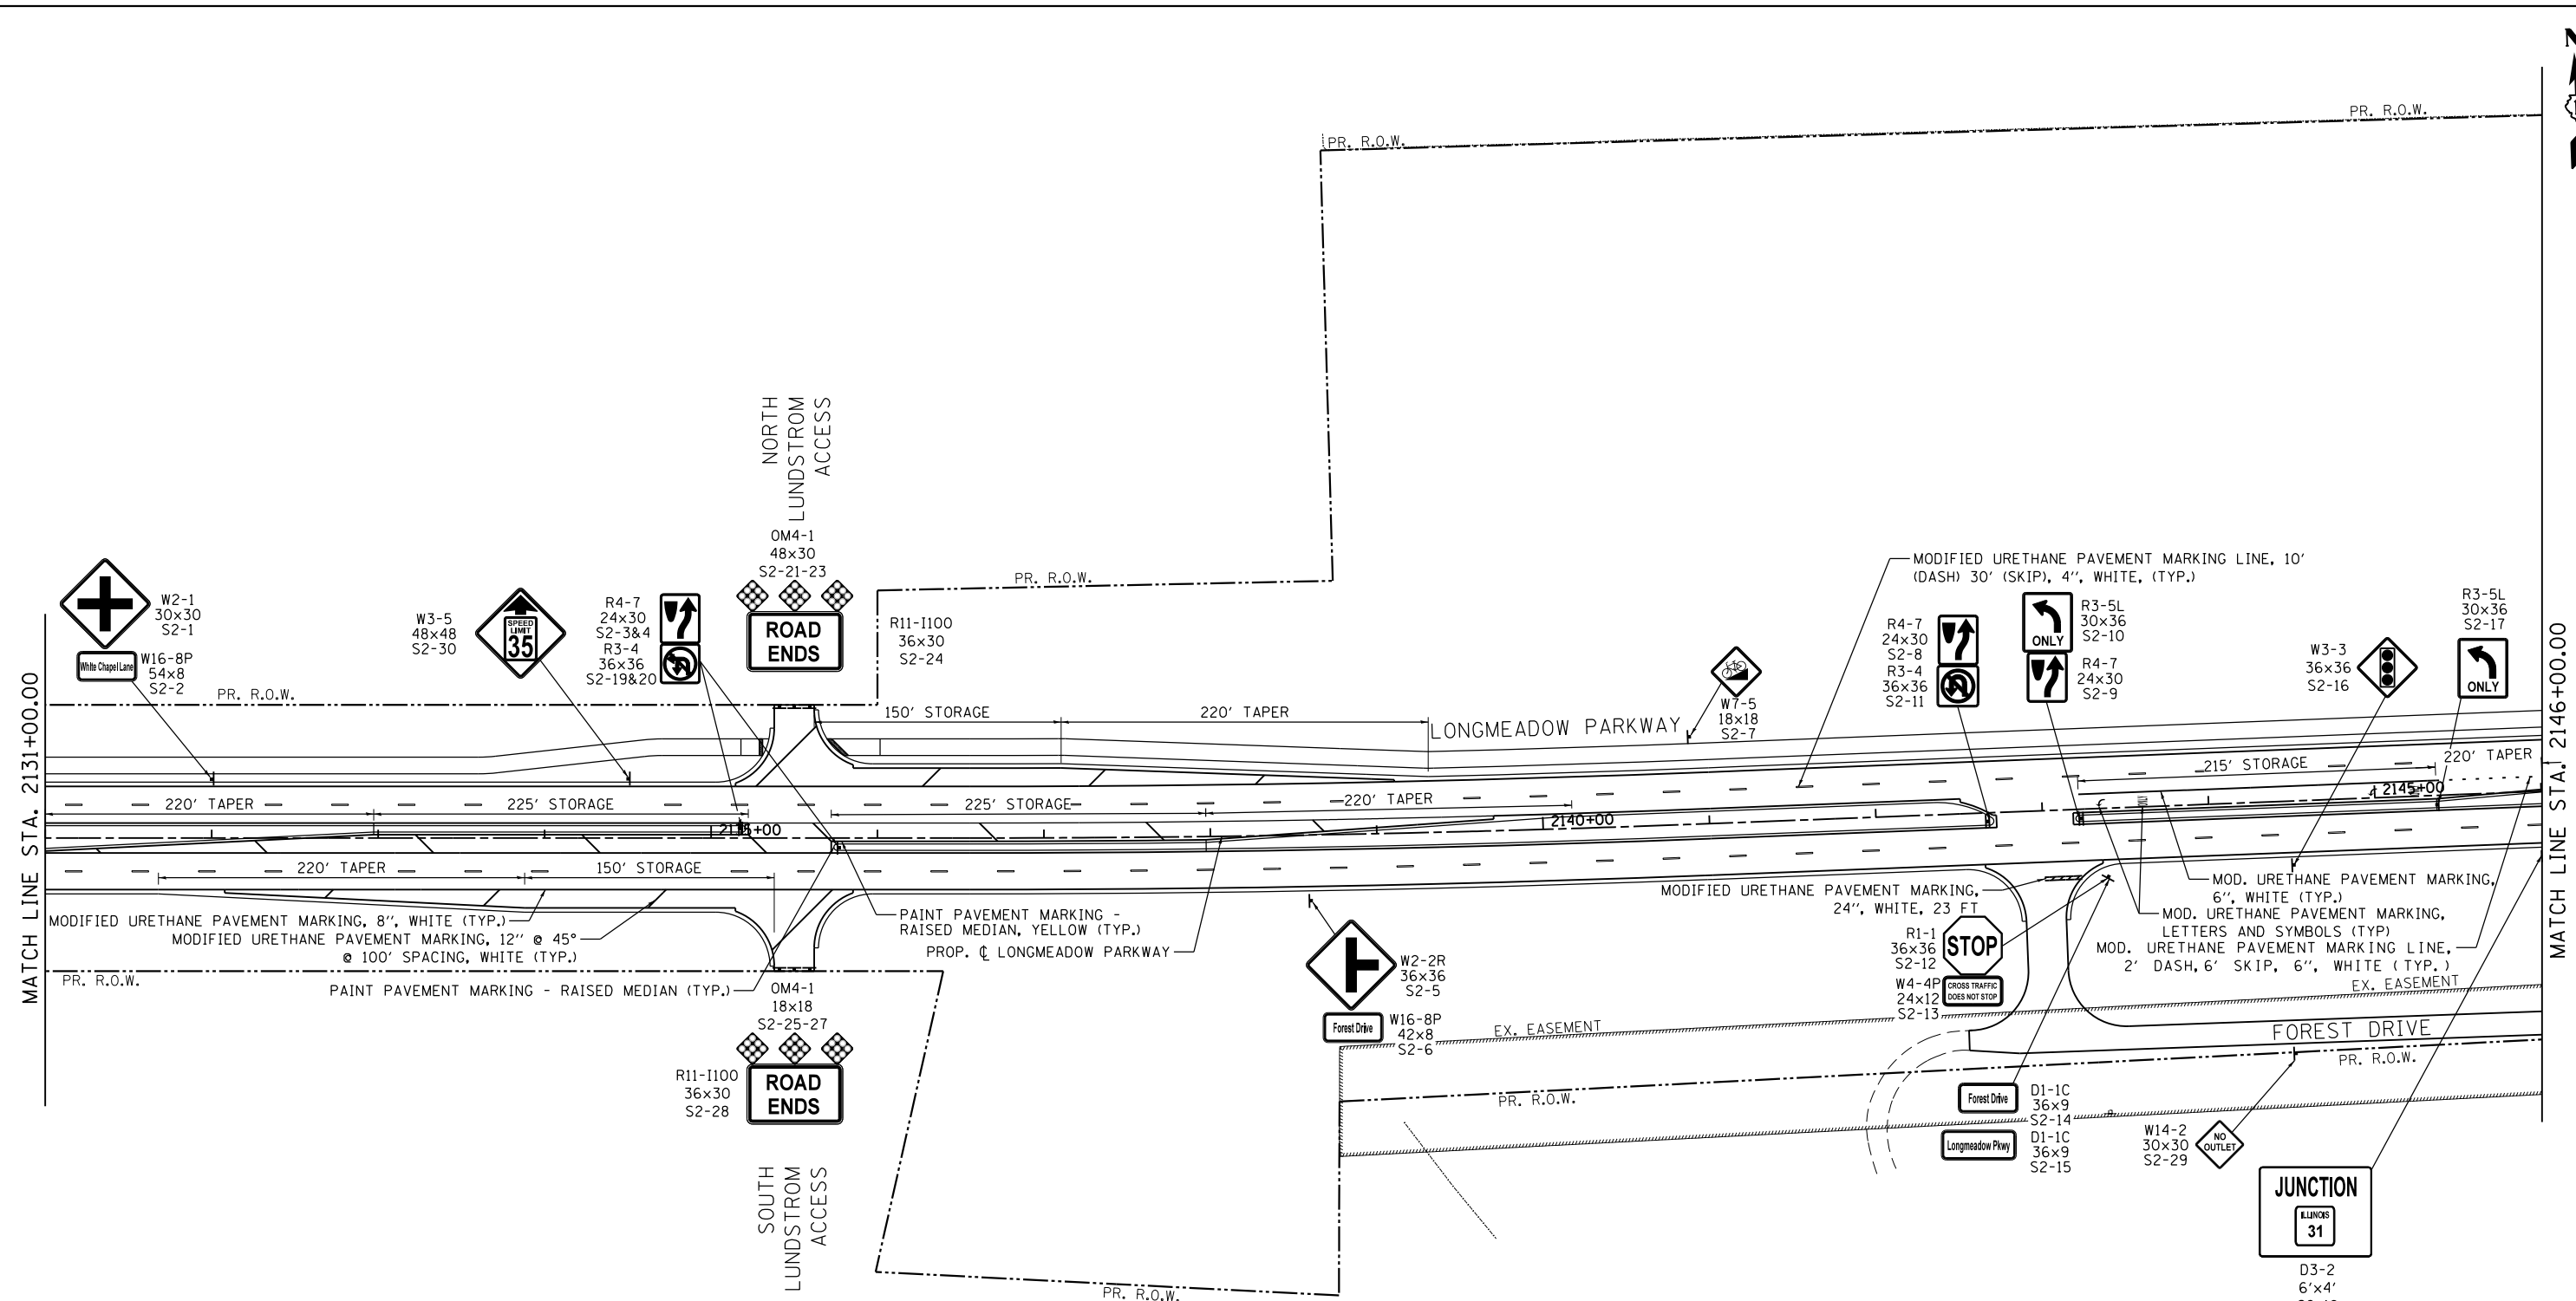 N
PR. R.O.W.
PR. R.O.W.
NORTH
LUNDSTROM
ACCESS
OM4-1
48x30
S2-21-23
ROAD
ENDS
R11-I100
36x30
S2-24
PR. R.O.W.
W2-1
30x30
S2-1
White Chapel Lane
W16-8P
54x8
S2-2
PR. R.O.W.
W3-5
48x48
S2-30
SPEED
LIMIT
35
R4-7
24x30
S2-3&4
R3-4
36x36
S2-19&20
MODIFIED URETHANE PAVEMENT MARKING LINE, 10'
(DASH) 30' (SKIP), 4", WHITE, (TYP.)
R4-7
24x30
S2-8
R3-4
36x36
S2-11
ONLY
R3-5L
30x36
S2-10
R4-7
24x30
S2-9
W3-3
36x36
S2-16
R3-5L
30x36
S2-17
ONLY
W7-5
18x18
S2-7
MATCH LINE STA. 2131+00.00
MATCH LINE STA. 2146+00.00
150' STORAGE
220' TAPER
LONGMEADOW PARKWAY
215' STORAGE
220' TAPER
220' TAPER
225' STORAGE
225' STORAGE
220' TAPER
2145+00
2140+00
220' TAPER
150' STORAGE
MODIFIED URETHANE PAVEMENT MARKING, 8", WHITE (TYP.)
MODIFIED URETHANE PAVEMENT MARKING, 12" @ 45°
@ 100' SPACING, WHITE (TYP.)
PR. R.O.W.
PAINT PAVEMENT MARKING - RAISED MEDIAN (TYP.)
PAINT PAVEMENT MARKING -
RAISED MEDIAN, YELLOW (TYP.)
PROP. ℄ LONGMEADOW PARKWAY
OM4-1
18x18
S2-25-27
R11-I100
36x30
S2-28
ROAD
ENDS
SOUTH
LUNDSTROM
ACCESS
PR. R.O.W.
W2-2R
36x36
S2-5
Forest Drive
W16-8P
42x8
S2-6
EX. EASEMENT
PR. R.O.W.
MODIFIED URETHANE PAVEMENT MARKING,
24", WHITE, 23 FT
R1-1
36x36
S2-12
STOP
W4-4P
24x12
S2-13
CROSS TRAFFIC
DOES NOT STOP
MOD. URETHANE PAVEMENT MARKING,
6", WHITE (TYP.)
MOD. URETHANE PAVEMENT MARKING,
LETTERS AND SYMBOLS (TYP)
MOD. URETHANE PAVEMENT MARKING LINE,
2' DASH, 6' SKIP, 6", WHITE (TYP.)
EX. EASEMENT
FOREST DRIVE
PR. R.O.W.
Forest Drive
D1-1C
36x9
S2-14
Longmeadow Pkwy
D1-1C
36x9
S2-15
W14-2
30x30
S2-29
NO
OUTLET
JUNCTION
ILLINOIS
31
D3-2
6'x4'